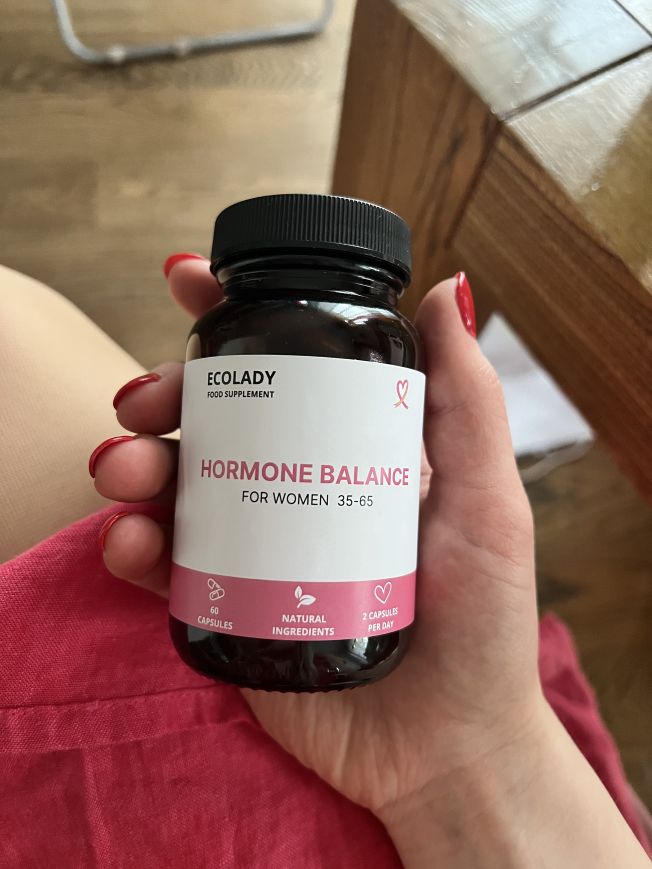 ECOLADY
FOOD SUPPLEMENT
HORMONE BALANCE
FOR WOMEN 35-65
60
CAPSULES
NATURAL
INGREDIENTS
2 CAPSULES
PER DAY